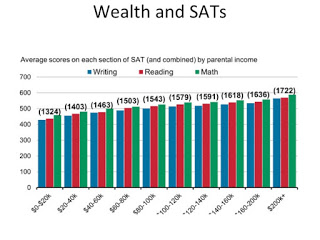 Wealth and SATs
Average scores on each section of SAT (and combined) by parental income
Writing Reading Math
700
600
500
400
300
200
100
0
(1324) (1403) (1463) (1503) (1543) (1579) (1591) (1618) (1636) (1722)
$0-$20k $20-40k $40-60k $60-80k $80-100k $100-120k $120-140k $140-160k $160-200k $200k+